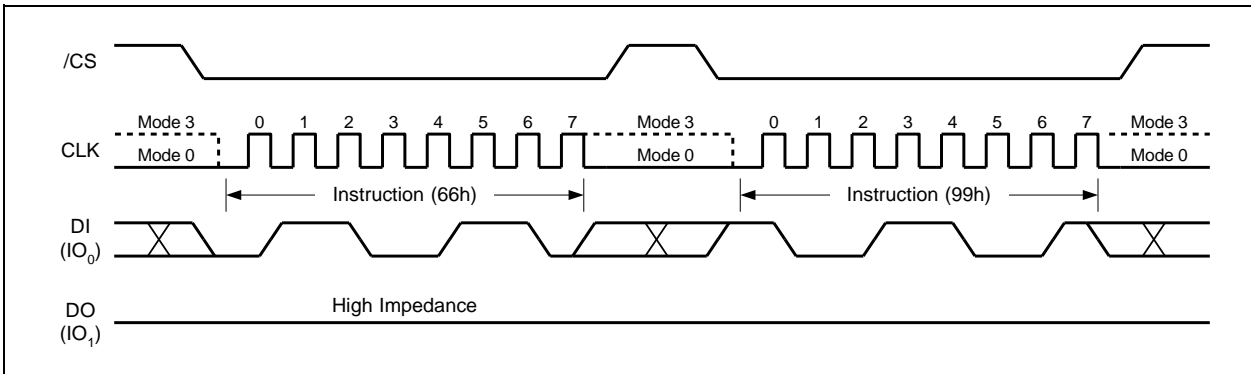 /CS
Mode 3 0 1 2 3 4 5 6 7 Mode 3 0 1 2 3 4 5 6 7 Mode 3
CLK
Mode 0 Mode 0 Mode 0
Instruction (66h) Instruction (99h)
DI
(IO0)
High Impedance
DO
(IO1)